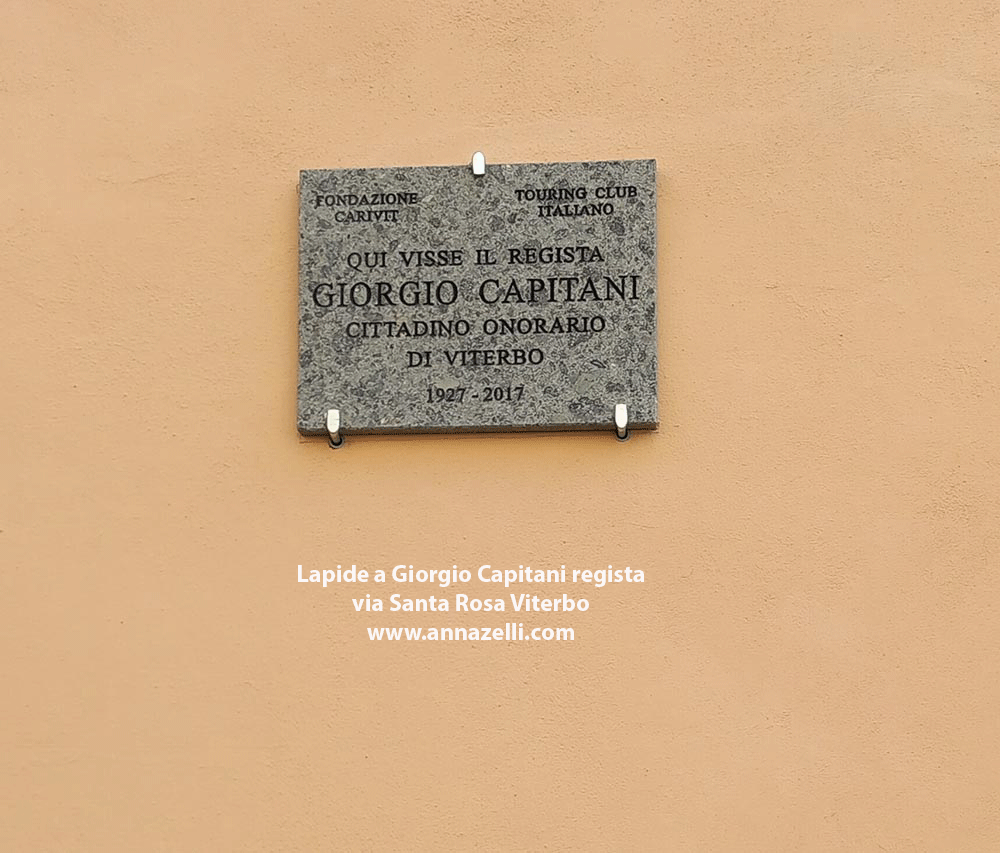 FONDAZIONE
CARIVIT
TOURING CLUB
ITALIANO
QUI VISSE IL REGISTA
GIORGIO CAPITANI
CITTADINO ONORARIO
DI VITERBO
1927 - 2017
Lapide a Giorgio Capitani regista
via Santa Rosa Viterbo
www.annazelli.com